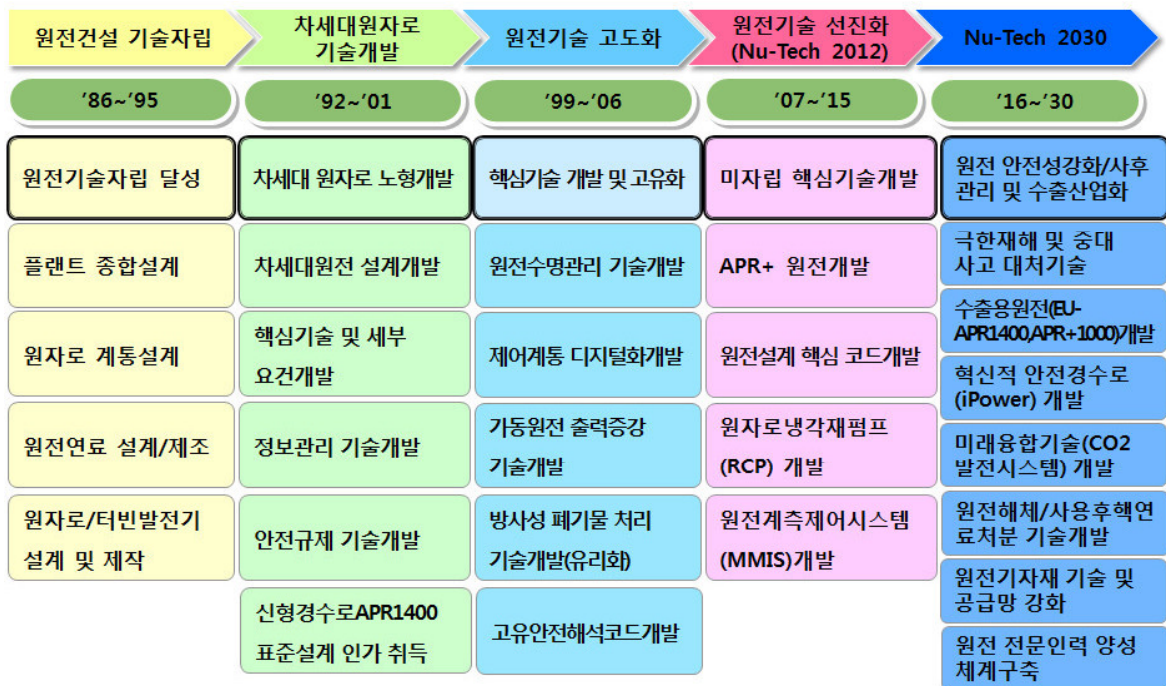 원전건설 기술자립
차세대원자로
기술개발
원전기술 고도화
원전기술 선진화
(Nu-Tech 2012)
Nu-Tech 2030
’86~’95
’92~’01
’99~’06
’07~’15
’16~’30
원전기술자립 달성
플랜트 종합설계
원자로 계통설계
원전연료 설계/제조
원자로/터빈발전기
설계 및 제작
차세대 원자로 노형개발
차세대원전 설계개발
핵심기술 및 세부
요건개발
정보관리 기술개발
안전규제 기술개발
신형경수로APR1400
표준설계 인가 취득
핵심기술 개발 및 고유화
원전수명관리 기술개발
제어계통 디지털화개발
가동원전 출력증강
기술개발
방사성 폐기물 처리
기술개발(유리화)
고유안전해석코드개발
미자립 핵심기술개발
APR+ 원전개발
원전설계 핵심 코드개발
원자로냉각재펌프
(RCP) 개발
원전계측제어시스템
(MMIS)개발
원전 안전성강화/사후
관리 및 수출산업화
극한재해 및 중대
사고 대처기술
수출용원전(EU-
APR1400,APR+1000)개발
혁신적 안전경수로
(iPower) 개발
미래융합기술(CO2
발전시스템) 개발
원전해체/사용후핵연
료처분 기술개발
원전기자재 기술 및
공급망 강화
원전 전문인력 양성
체계구축